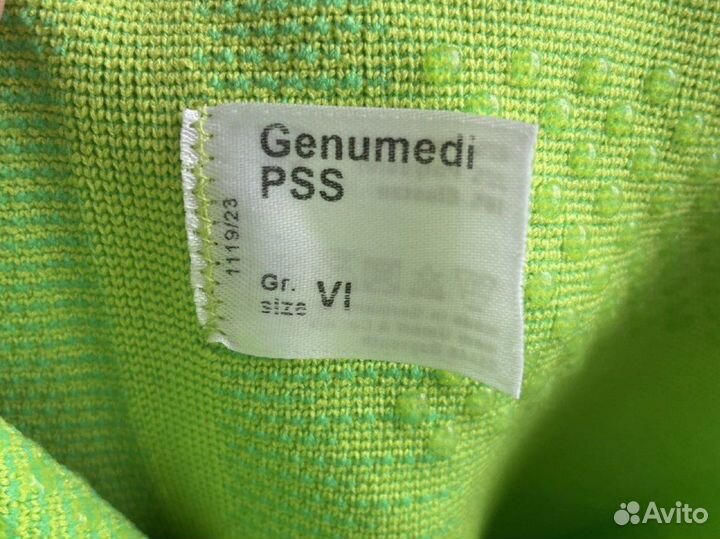 Genumedi
PSS
1119/23
Gr.
size VI
Avito